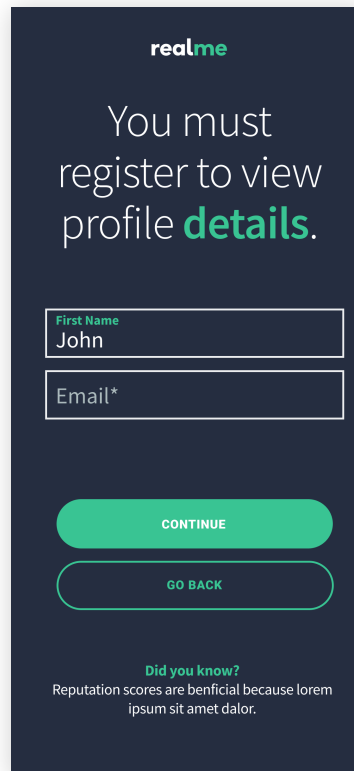 realme
You must
register to view
profile details.
First Name
John
Email*
CONTINUE
GO BACK
Did you know?
Reputation scores are benficial because lorem
ipsum sit amet dalor.